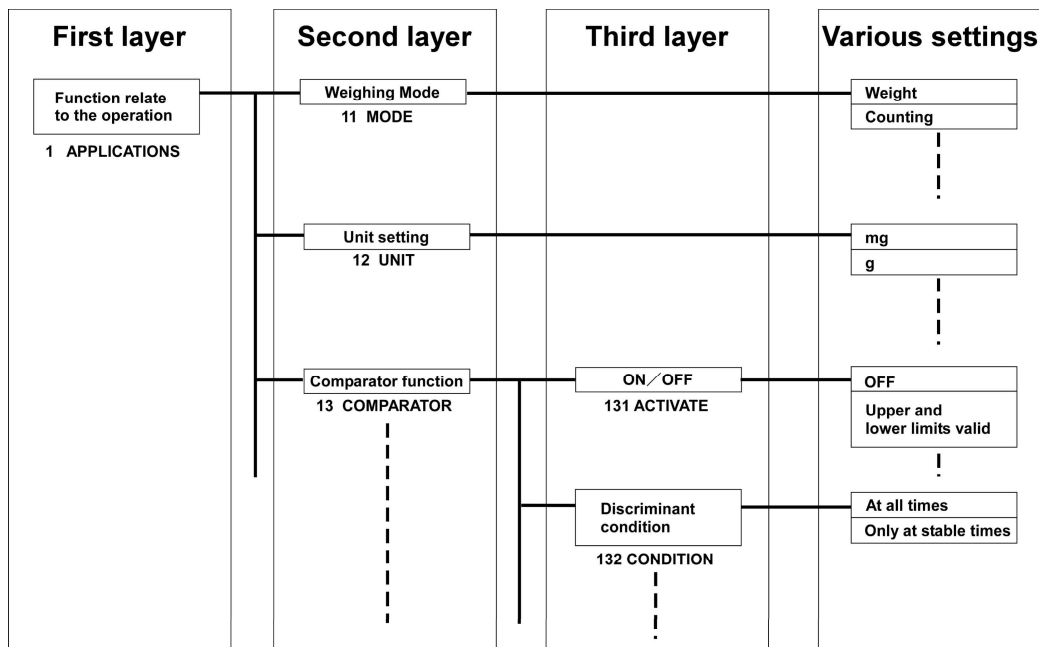 First layer
Second layer
Third layer
Various settings
Function relate
to the operation
1 APPLICATIONS
Weighing Mode
11 MODE
Weight
Counting
Unit setting
12 UNIT
mg
g
Comparator function
13 COMPARATOR
ON／OFF
131 ACTIVATE
OFF
Upper and
lower limits valid
Discriminant
condition
132 CONDITION
At all times
Only at stable times